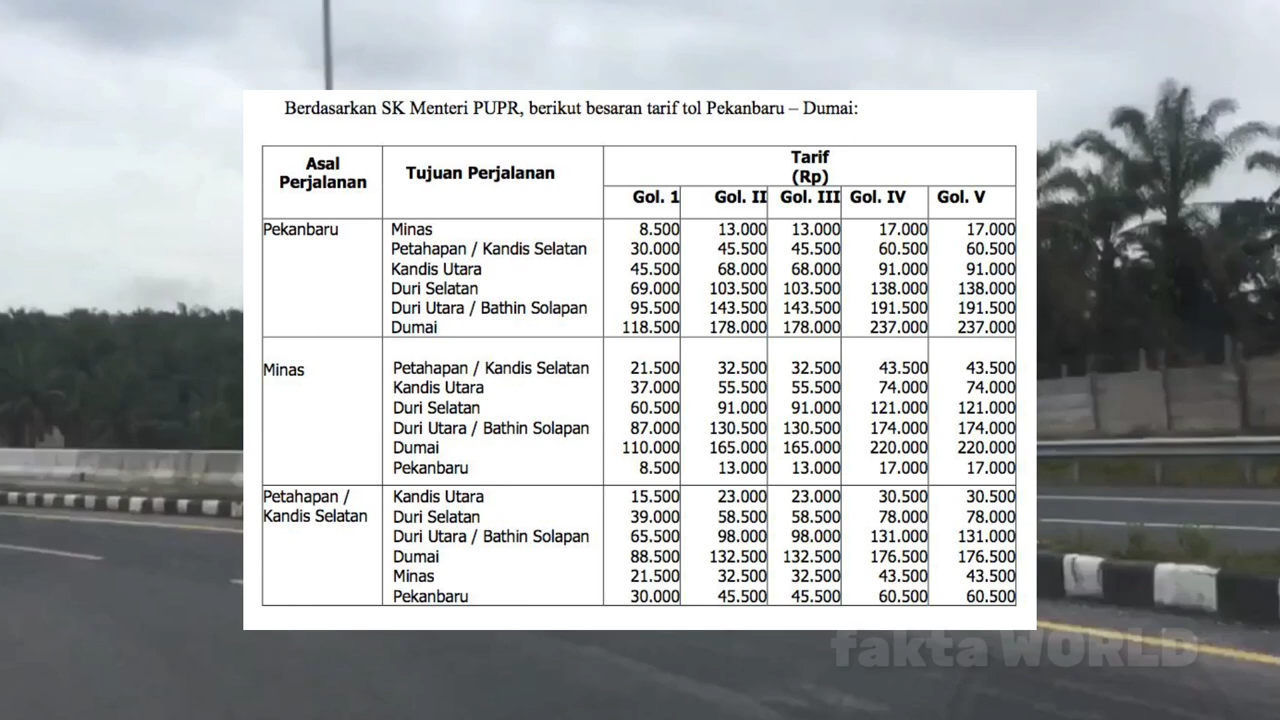 Berdasarkan SK Menteri PUPR, berikut besaran tarif tol Pekanbaru – Dumai:
Asal Perjalanan Tujuan Perjalanan Tarif (Rp)
Gol. 1 Gol. II Gol. III Gol. IV Gol. V
Pekanbaru Minas 8.500 13.000 13.000 17.000 17.000
Petahapan / Kandis Selatan 30.000 45.500 45.500 60.500 60.500
Kandis Utara 45.500 68.000 68.000 91.000 91.000
Duri Selatan 69.000 103.500 103.500 138.000 138.000
Duri Utara / Bathin Solapan 95.500 143.500 143.500 191.500 191.500
Dumai 118.500 178.000 178.000 237.000 237.000
Minas Petahapan / Kandis Selatan 21.500 32.500 32.500 43.500 43.500
Kandis Utara 37.000 55.500 55.500 74.000 74.000
Duri Selatan 60.500 91.000 91.000 121.000 121.000
Duri Utara / Bathin Solapan 87.000 130.500 130.500 174.000 174.000
Dumai 110.000 165.000 165.000 220.000 220.000
Pekanbaru 8.500 13.000 13.000 17.000 17.000
Petahapan / Kandis Utara 15.500 23.000 23.000 30.500 30.500
Kandis Selatan Duri Selatan 39.000 58.500 58.500 78.000 78.000
Duri Utara / Bathin Solapan 65.500 98.000 98.000 131.000 131.000
Dumai 88.500 132.500 132.500 176.500 176.500
Minas 21.500 32.500 32.500 43.500 43.500
Pekanbaru 30.000 45.500 45.500 60.500 60.500
fakta WORLD